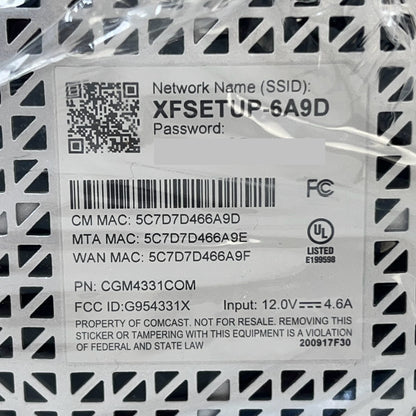 Network Name (SSID):
XFSETUP-6A9D
Password:
CM MAC: 5C7D7D466A9D
MTA MAC: 5C7D7D466A9E
WAN MAC: 5C7D7D466A9F
FC
UL
LISTED
E199598
PN: CGM4331COM
FCC ID:G954331X Input: 12.0V⎓4.6A
PROPERTY OF COMCAST. NOT FOR RESALE. REMOVING THIS
STICKER OR TAMPERING WITH THIS EQUIPMENT IS A VIOLATION
OF FEDERAL AND STATE LAW 200917F30